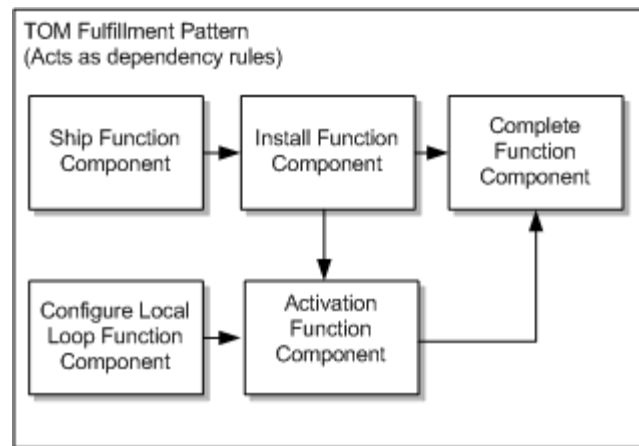 TOM Fulfillment Pattern
(Acts as dependency rules)
Ship Function
Component
Install Function
Component
Complete
Function
Component
Configure Local
Loop Function
Component
Activation
Function
Component